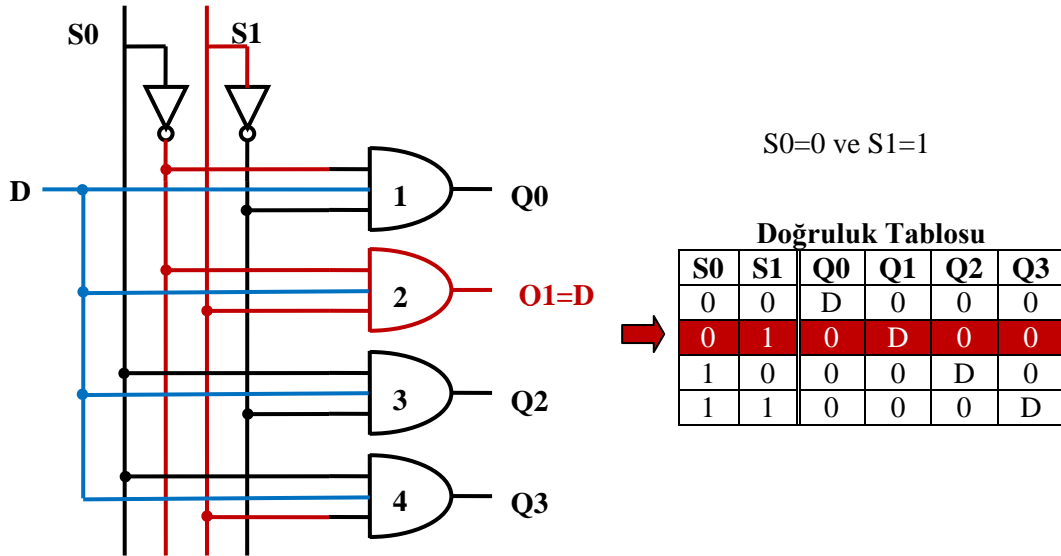 S0 S1
D
1 Q0
2 O1=D
3 Q2
4 Q3
S0=0 ve S1=1
Doğruluk Tablosu
S0 S1 Q0 Q1 Q2 Q3
0 0 D 0 0 0
0 1 0 D 0 0
1 0 0 0 D 0
1 1 0 0 0 D